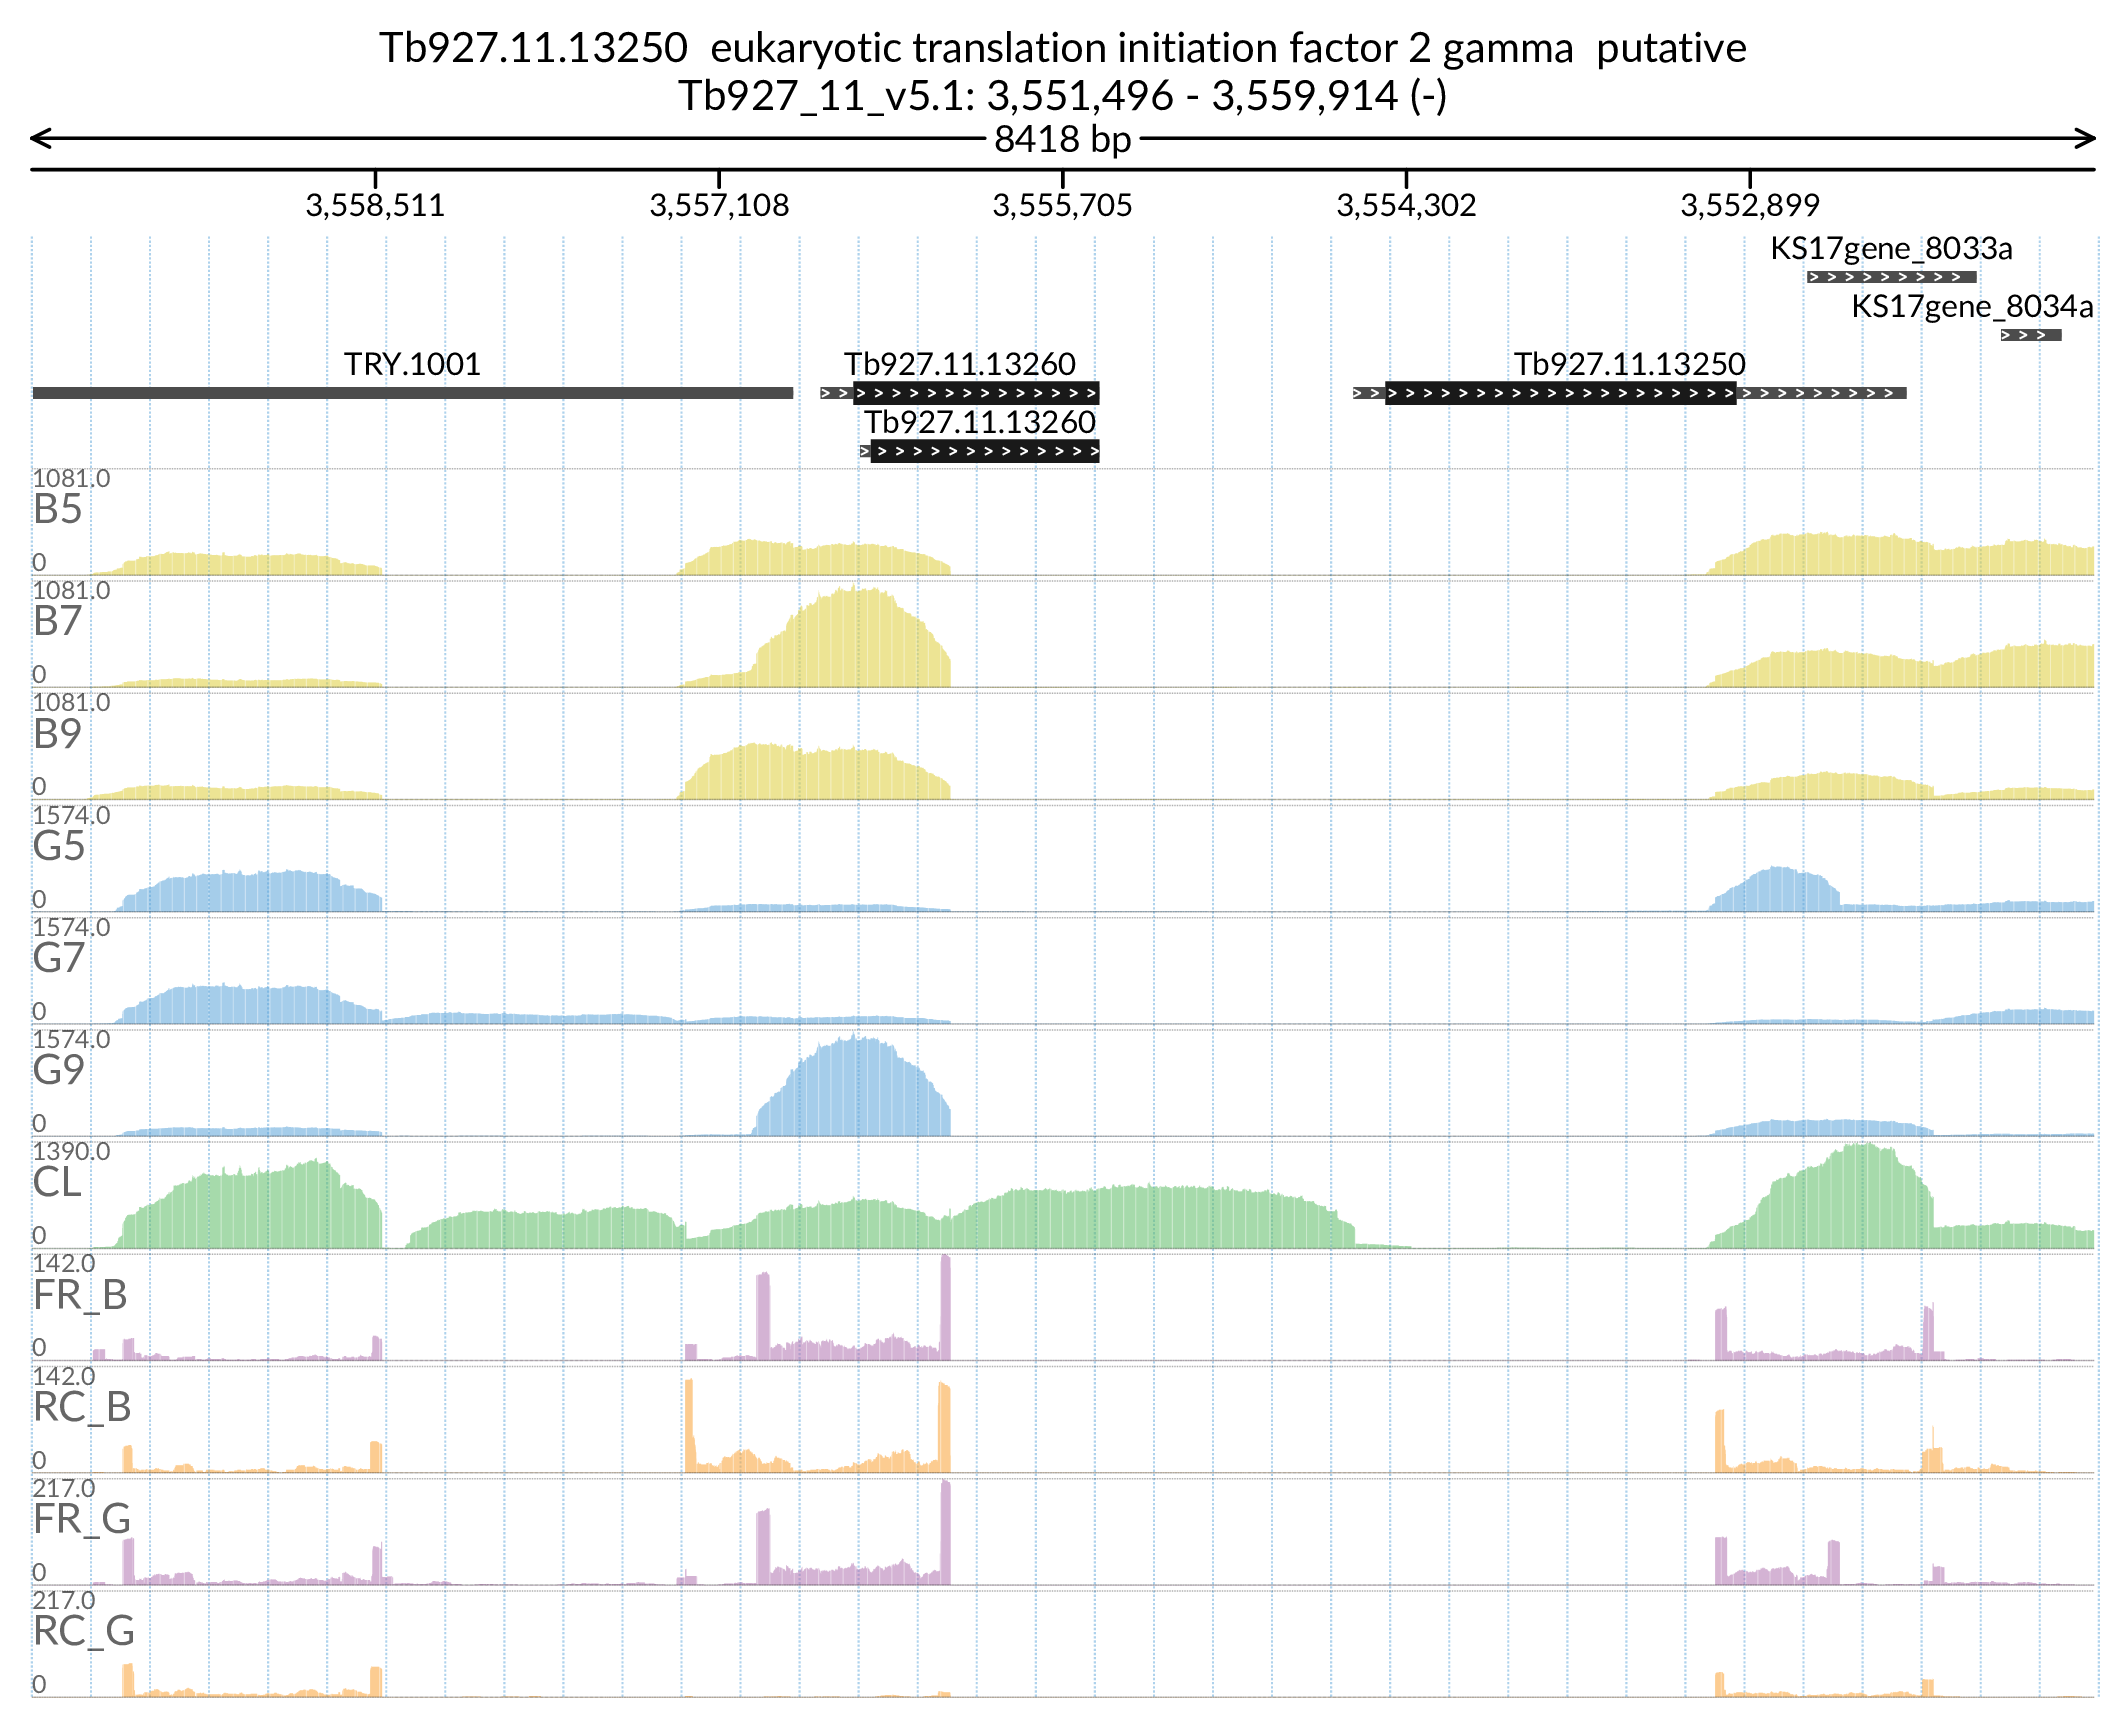 Tb927.11.13250  eukaryotic translation initiation factor 2 gamma  putative
Tb927_11_v5.1: 3,551,496 - 3,559,914 (-)
8418 bp
3,558,511 3,557,108 3,555,705 3,554,302 3,552,899
KS17gene_8033a
KS17gene_8034a
TRY.1001 Tb927.11.13260 Tb927.11.13250
Tb927.11.13260
1081.0
B5
0
1081.0
B7
0
1081.0
B9
0
1574.0
G5
0
1574.0
G7
0
1574.0
G9
0
1390.0
CL
0
142.0
FR_B
0
142.0
RC_B
0
217.0
FR_G
0
217.0
RC_G
0